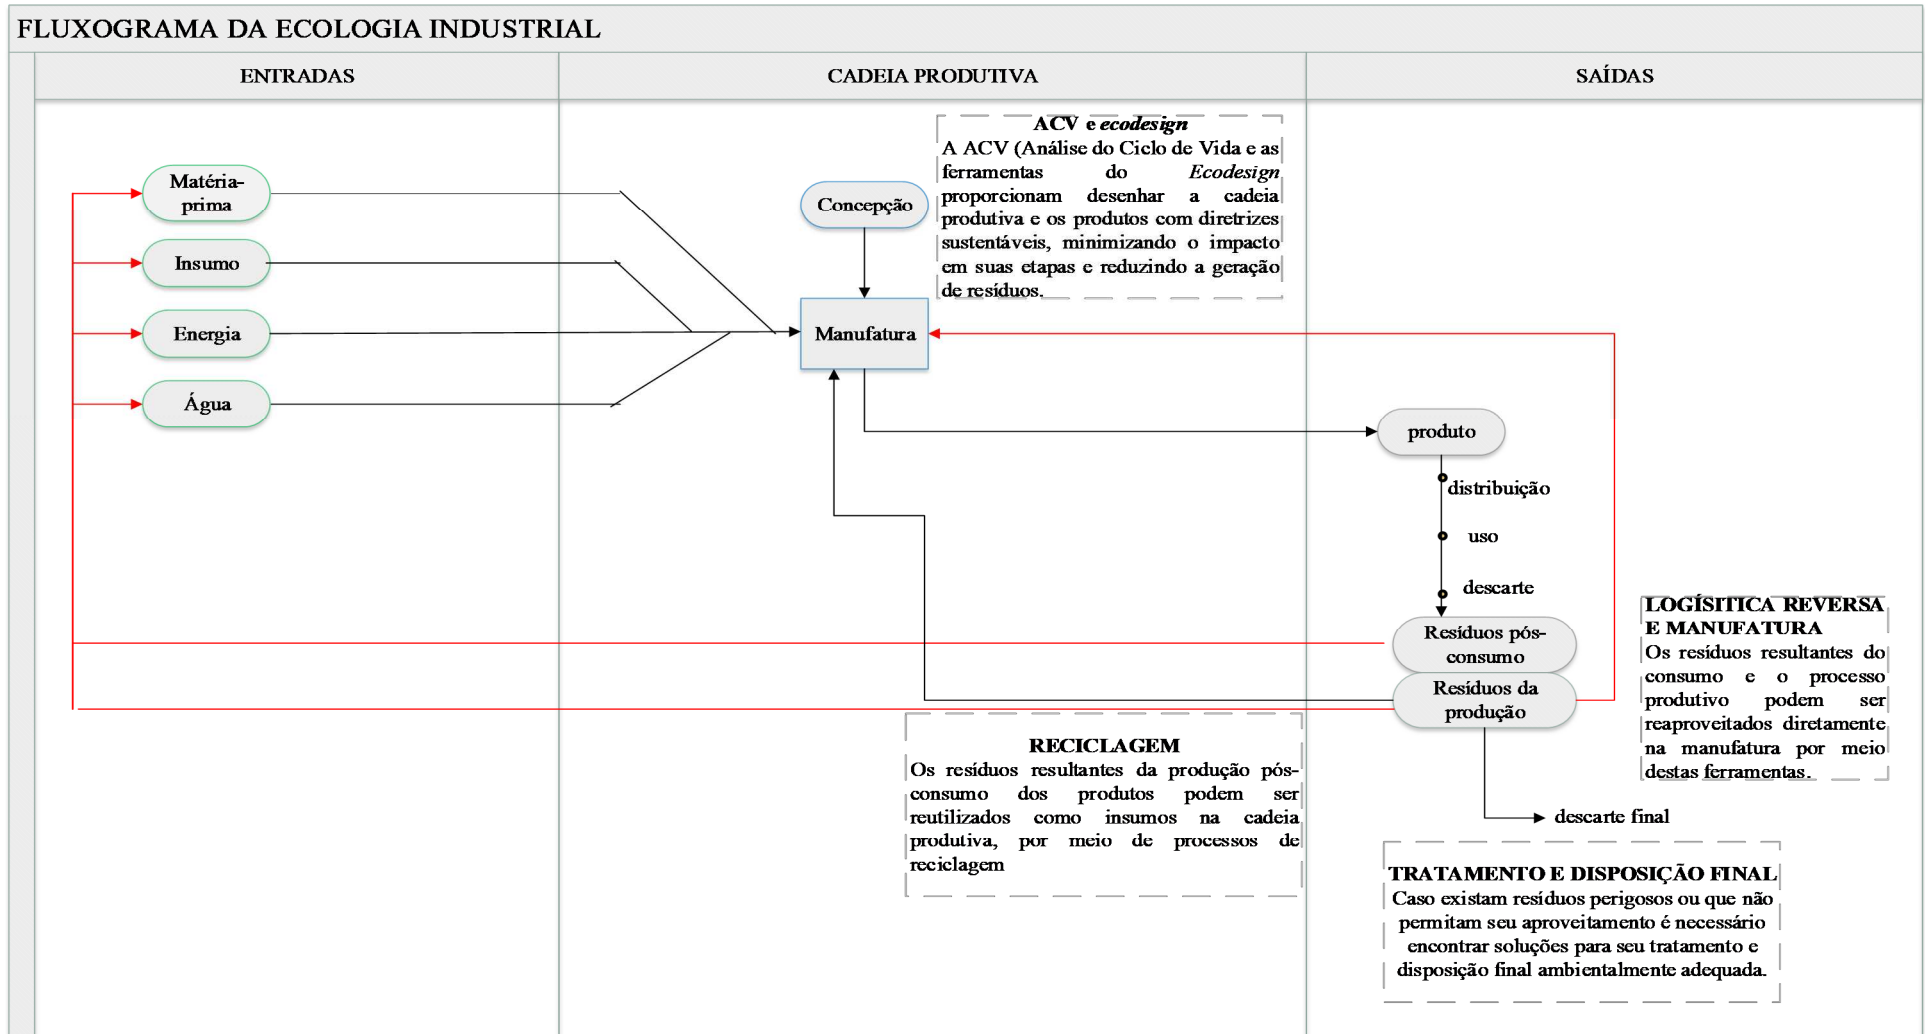 FLUXOGRAMA DA ECOLOGIA INDUSTRIAL
ENTRADAS
CADEIA PRODUTIVA
SAÍDAS
Matéria-
prima
Insumo
Energia
Água
Concepção
Manufatura
ACV e ecodesign
A ACV (Análise do Ciclo de Vida e as
ferramentas do Ecodesign
proporcionam desenhar a cadeia
produtiva e os produtos com diretrizes
sustentáveis, minimizando o impacto
em suas etapas e reduzindo a geração
de resíduos.
produto
distribuição
uso
descarte
Resíduos pós-
consumo
Resíduos da
produção
LOGÍSITICA REVERSA
E MANUFATURA
Os resíduos resultantes do
consumo e o processo
produtivo podem ser
reaproveitados diretamente
na manufatura por meio
destas ferramentas.
RECICLAGEM
Os resíduos resultantes da produção pós-
consumo dos produtos podem ser
reutilizados como insumos na cadeia
produtiva, por meio de processos de
reciclagem
descarte final
TRATAMENTO E DISPOSIÇÃO FINAL
Caso existam resíduos perigosos ou que não
permitam seu aproveitamento é necessário
encontrar soluções para seu tratamento e
disposição final ambientalmente adequada.